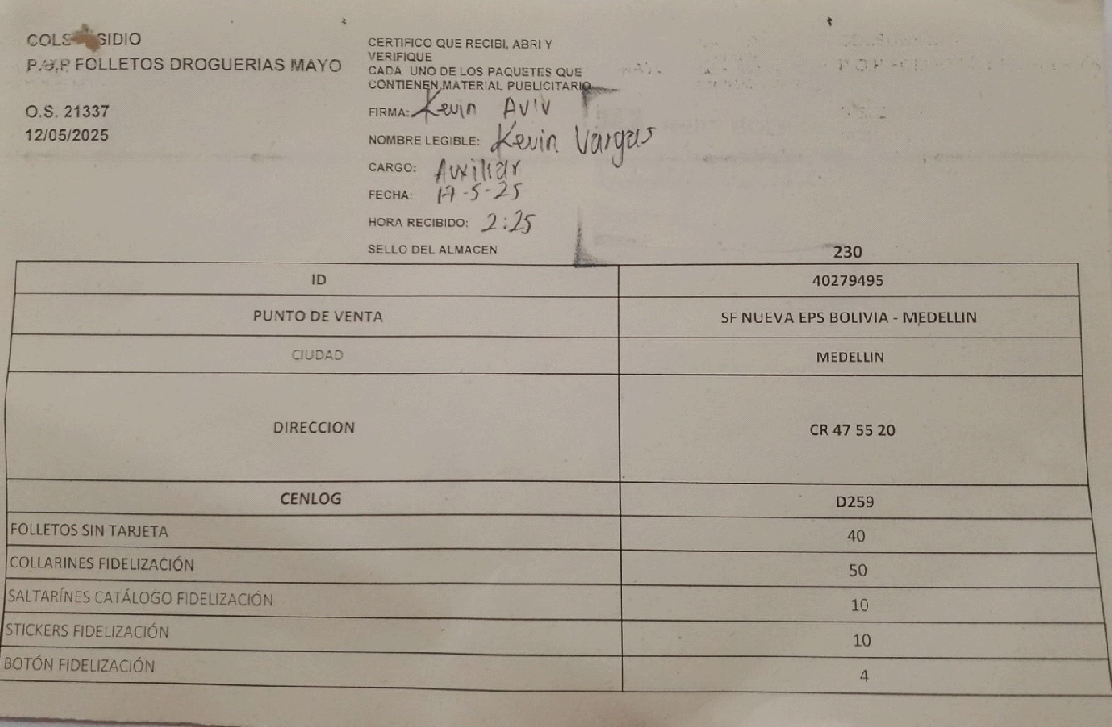 COLSUBSIDIO
P.O.P FOLLETOS DROGUERIAS MAYO
O.S. 21337
12/05/2025
CERTIFICO QUE RECIBI, ABRI Y
VERIFIQUE
CADA UNO DE LOS PAQUETES QUE
CONTIENEN MATERIAL PUBLICITARIO
FIRMA: Kevin
NOMBRE LEGIBLE: Kevin Vargas
CARGO: Auxiliar
FECHA: 17-5-25
HORA RECIBIDO: 2:25
SELLO DEL ALMACEN
230
ID 40279495
PUNTO DE VENTA SF NUEVA EPS BOLIVIA - MEDELLIN
CIUDAD MEDELLIN
DIRECCION CR 47 55 20
CENLOG D259
FOLLETOS SIN TARJETA 40
COLLARINES FIDELIZACIÓN 50
SALTARÍNES CATÁLOGO FIDELIZACIÓN 10
STICKERS FIDELIZACIÓN 10
BOTÓN FIDELIZACIÓN 4